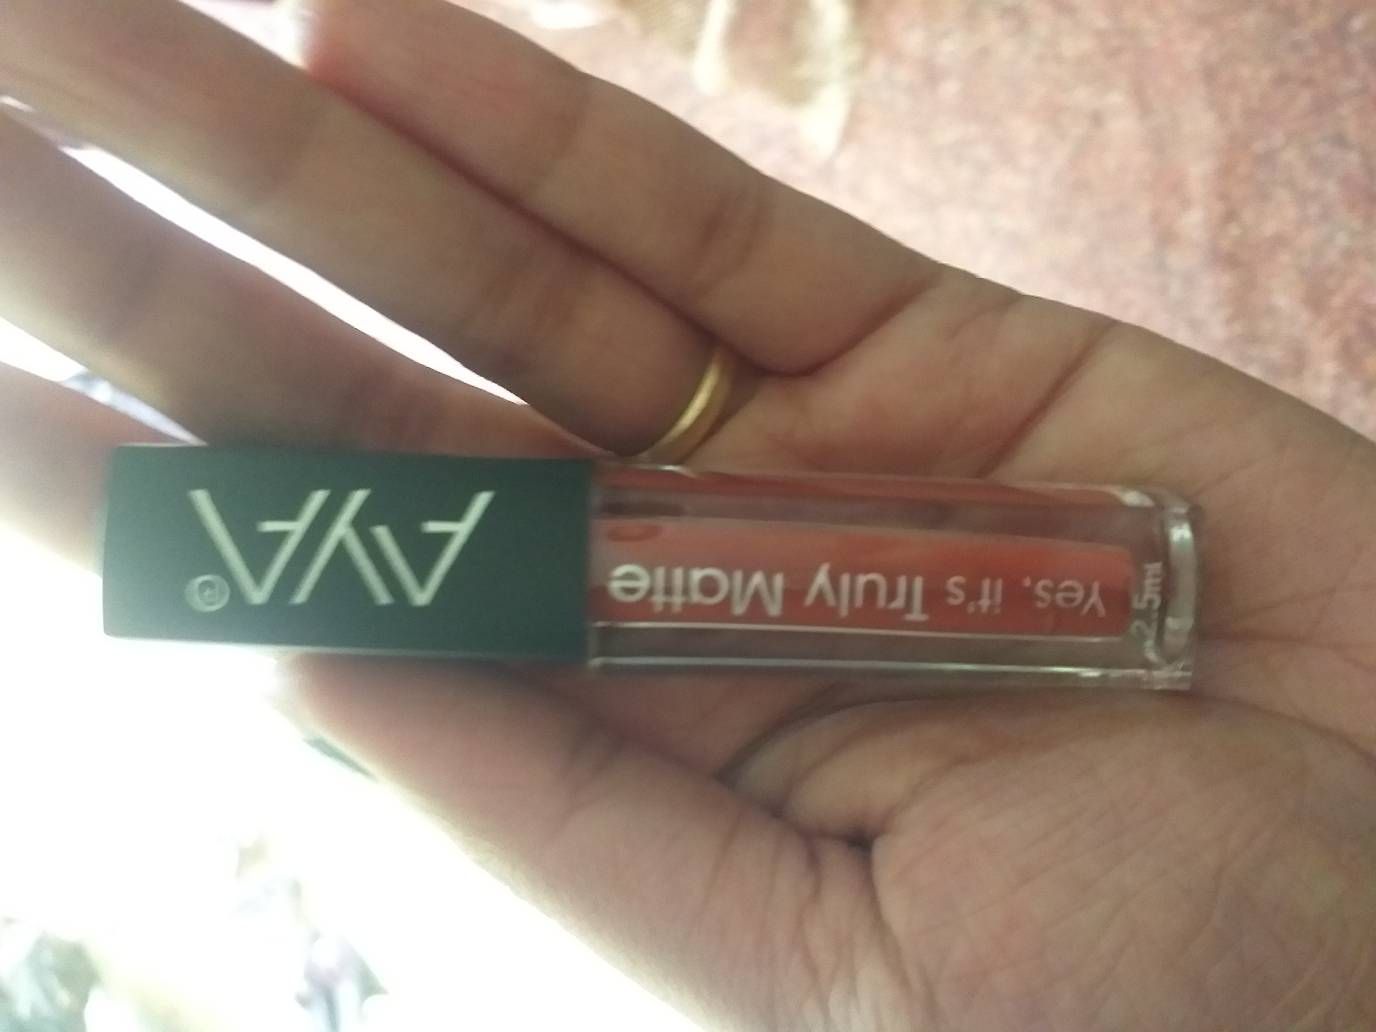 AYA®
Yes, it's Truly Matte
2.5ml